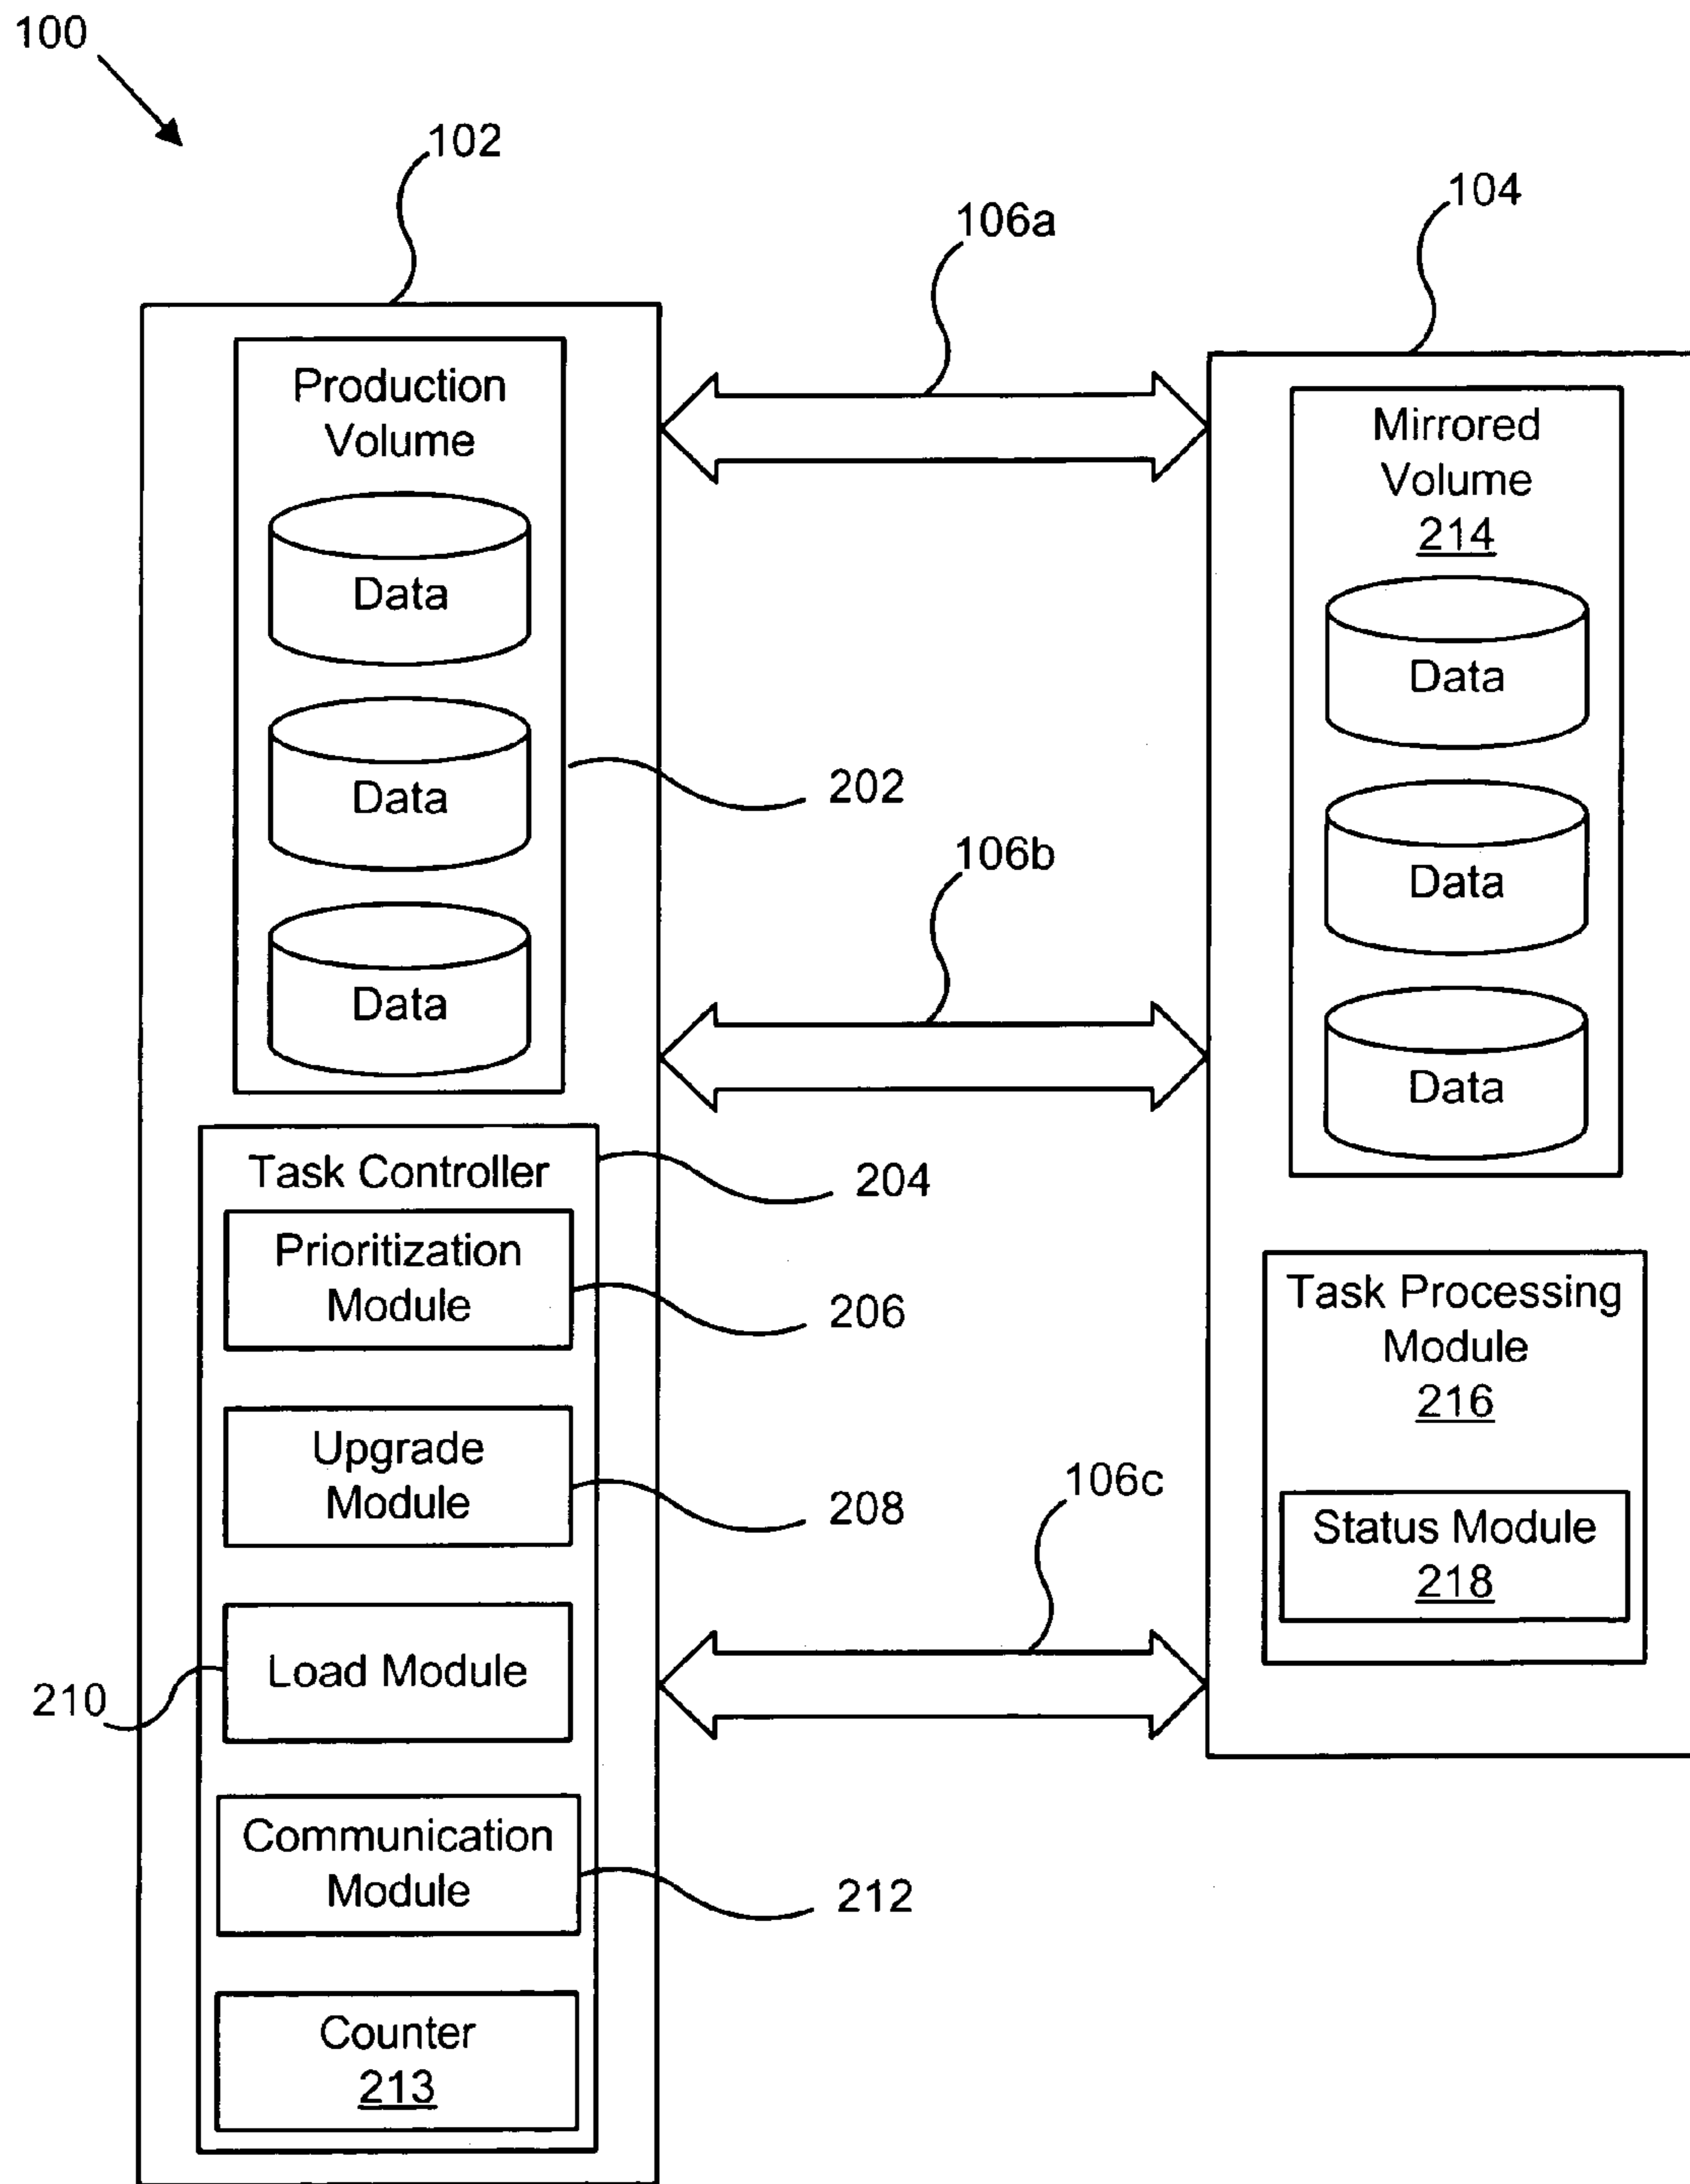 100
102
104
106a
Production
Volume
Data
Data
Data
202
Mirrored
Volume
214
Data
Data
Data
106b
Task Controller
204
Prioritization
Module
206
Upgrade
Module
208
Load Module
210
Communication
Module
212
Counter
213
106c
Task Processing
Module
216
Status Module
218